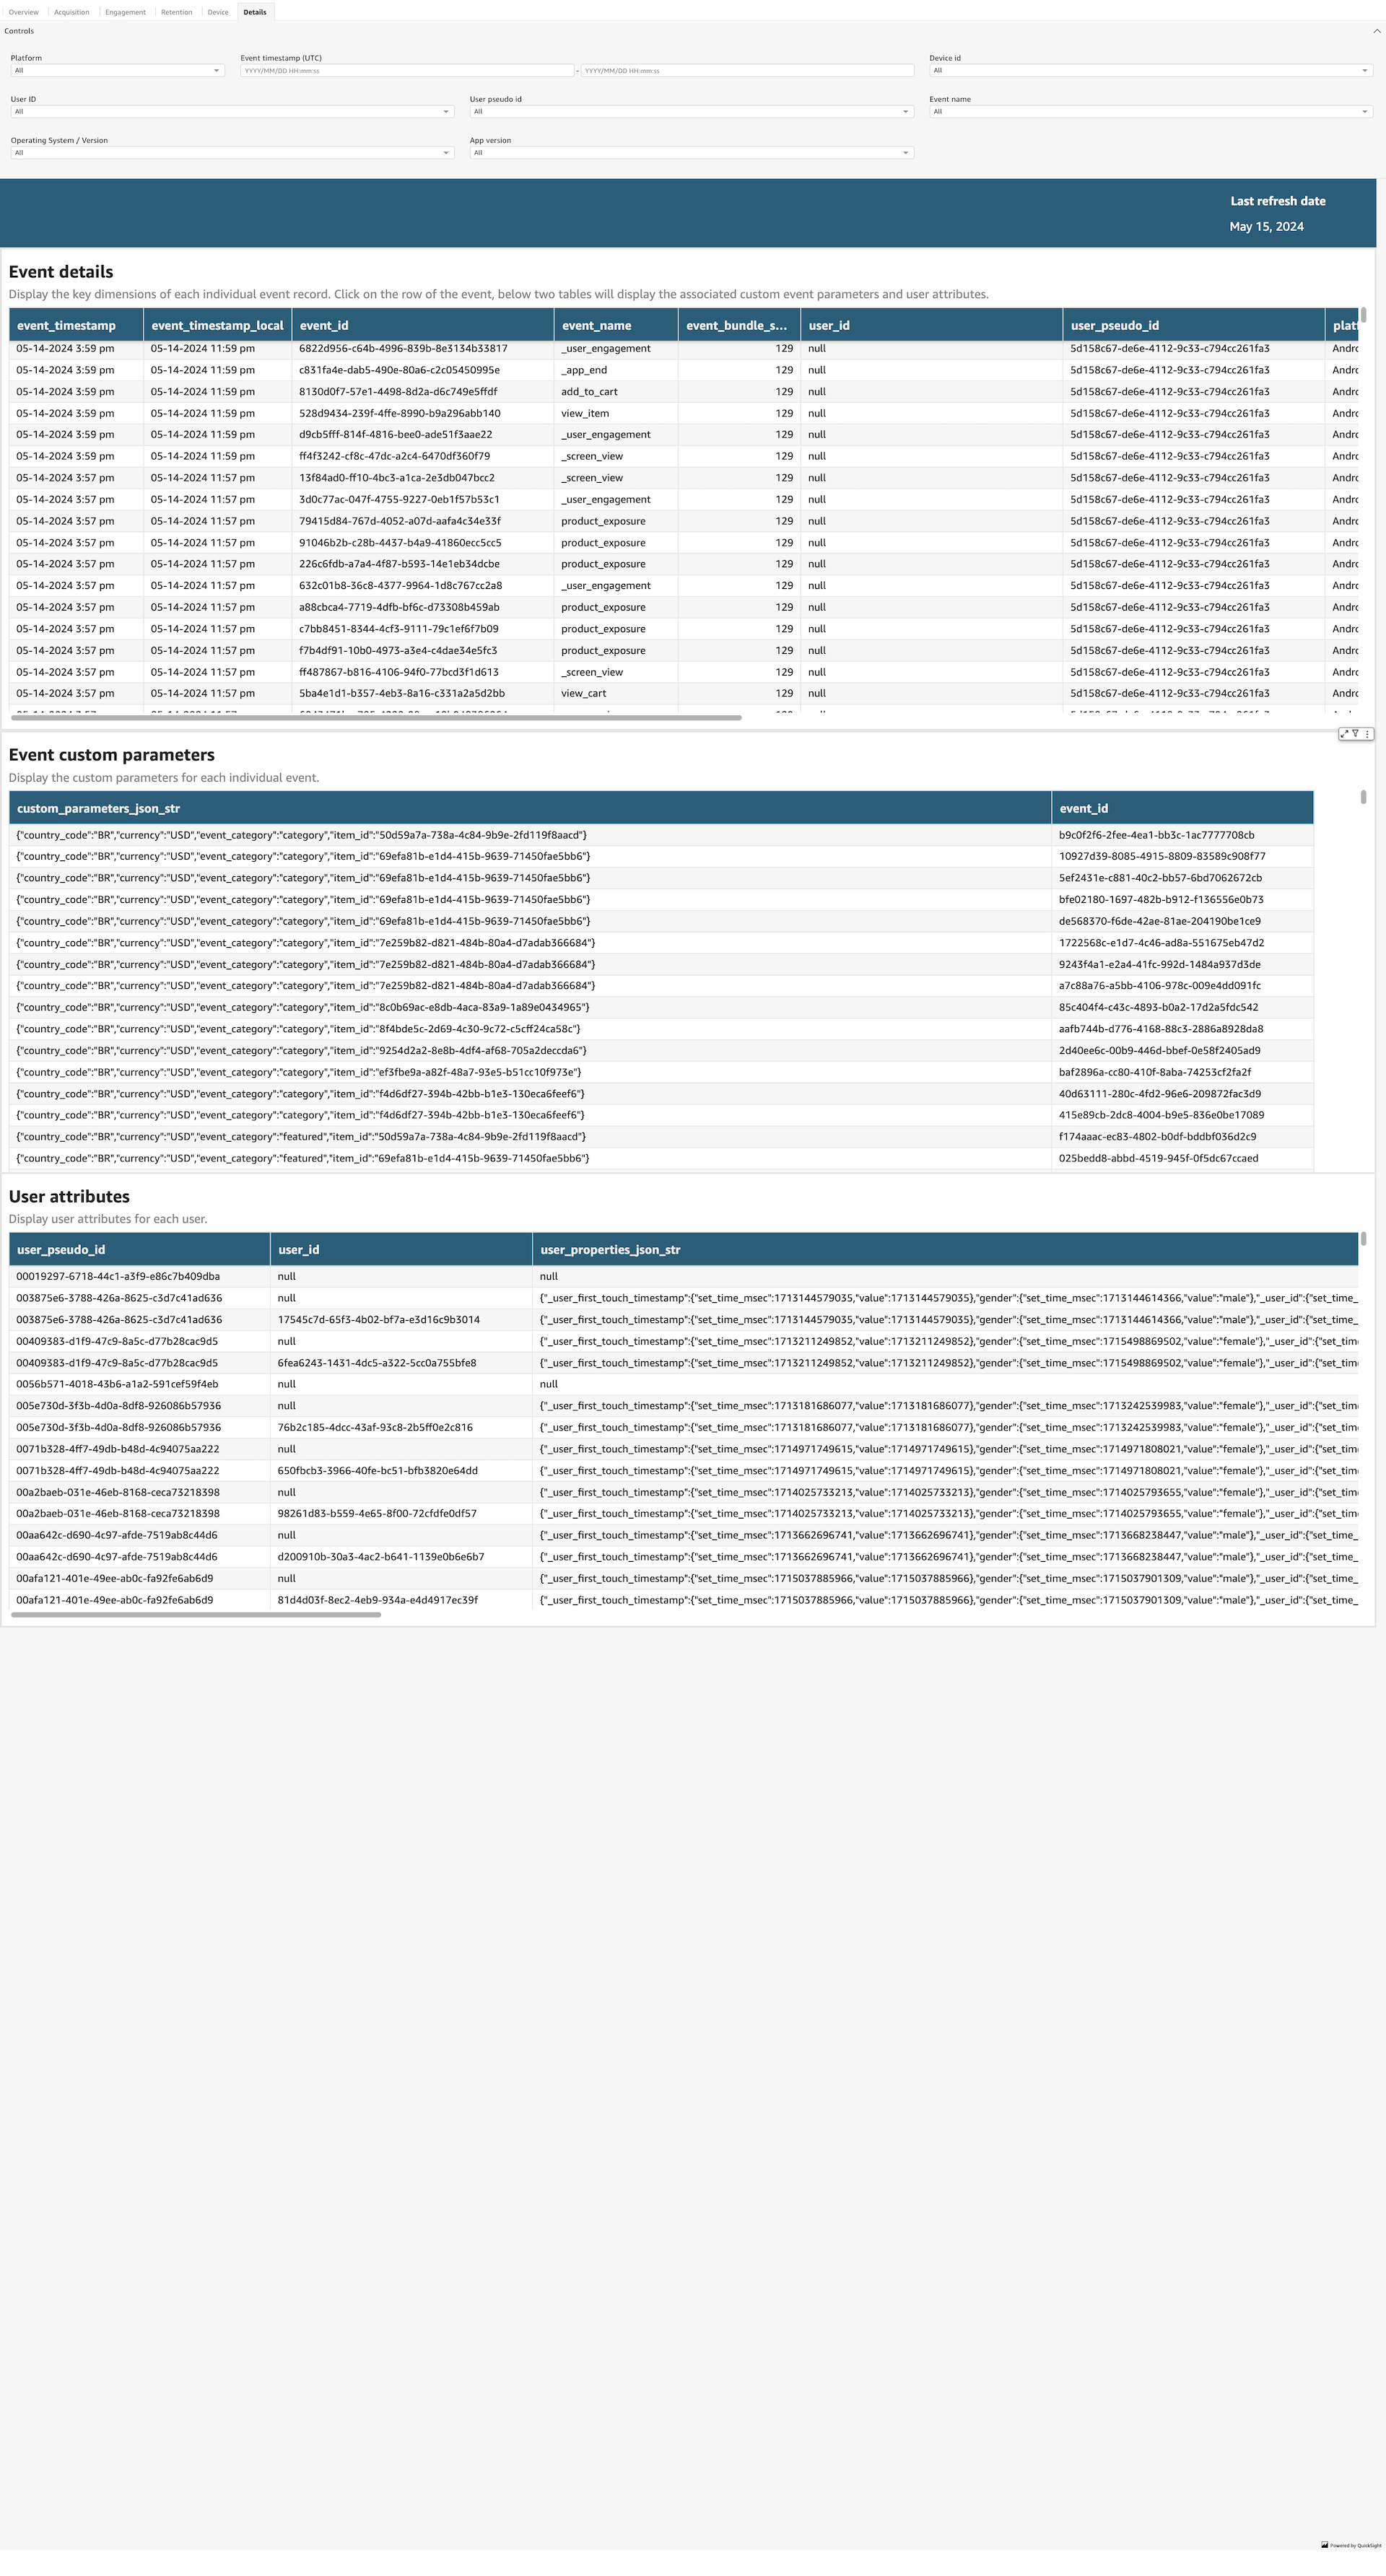 Overview Acquisition Engagement Retention Device Details
Controls
Platform Event timestamp (UTC) Device id
All YYYY/MM/DD HH:mm:ss - YYYY/MM/DD HH:mm:ss All
User ID User pseudo id Event name
All All All
Operating System / Version App version
All All
Last refresh date
May 15, 2024
Event details
Display the key dimensions of each individual event record. Click on the row of the event, below two tables will display the associated custom event parameters and user attributes.
event_timestamp event_timestamp_local event_id event_name event_bundle_s... user_id user_pseudo_id platf
05-14-2024 3:59 pm 05-14-2024 11:59 pm 6822d956-c64b-4996-839b-8e3134b33817 _user_engagement 129 null 5d158c67-de6e-4112-9c33-c794cc261fa3 Andrc
05-14-2024 3:59 pm 05-14-2024 11:59 pm c831fa4e-dab5-490e-80a6-c2c05450995e _app_end 129 null 5d158c67-de6e-4112-9c33-c794cc261fa3 Andrc
05-14-2024 3:59 pm 05-14-2024 11:59 pm 8130d0f7-57e1-4498-8d2a-d6c749e5ffdf add_to_cart 129 null 5d158c67-de6e-4112-9c33-c794cc261fa3 Andrc
05-14-2024 3:59 pm 05-14-2024 11:59 pm 528d9434-239f-4ffe-8990-b9a296abb140 view_item 129 null 5d158c67-de6e-4112-9c33-c794cc261fa3 Andrc
05-14-2024 3:59 pm 05-14-2024 11:59 pm d9cb5fff-814f-4816-bee0-ade51f3aae22 _user_engagement 129 null 5d158c67-de6e-4112-9c33-c794cc261fa3 Andrc
05-14-2024 3:59 pm 05-14-2024 11:59 pm ff4f3242-cf8c-47dc-a2c4-6470df360f79 _screen_view 129 null 5d158c67-de6e-4112-9c33-c794cc261fa3 Andrc
05-14-2024 3:57 pm 05-14-2024 11:57 pm 13f84ad0-ff10-4bc3-a1ca-2e3db047bcc2 _screen_view 129 null 5d158c67-de6e-4112-9c33-c794cc261fa3 Andrc
05-14-2024 3:57 pm 05-14-2024 11:57 pm 3d0c77ac-047f-4755-9227-0eb1f57b53c1 _user_engagement 129 null 5d158c67-de6e-4112-9c33-c794cc261fa3 Andrc
05-14-2024 3:57 pm 05-14-2024 11:57 pm 79415d84-767d-4052-a07d-aafa4c34e33f product_exposure 129 null 5d158c67-de6e-4112-9c33-c794cc261fa3 Andrc
05-14-2024 3:57 pm 05-14-2024 11:57 pm 91046b2b-c28b-4437-b4a9-41860ecc5cc5 product_exposure 129 null 5d158c67-de6e-4112-9c33-c794cc261fa3 Andrc
05-14-2024 3:57 pm 05-14-2024 11:57 pm 226c6fdb-a7a4-4f87-b593-14e1eb34dcbe product_exposure 129 null 5d158c67-de6e-4112-9c33-c794cc261fa3 Andrc
05-14-2024 3:57 pm 05-14-2024 11:57 pm 632c01b8-36c8-4377-9964-1d8c767cc2a8 _user_engagement 129 null 5d158c67-de6e-4112-9c33-c794cc261fa3 Andrc
05-14-2024 3:57 pm 05-14-2024 11:57 pm a88cbca4-7719-4dfb-bf6c-d73308b459ab product_exposure 129 null 5d158c67-de6e-4112-9c33-c794cc261fa3 Andrc
05-14-2024 3:57 pm 05-14-2024 11:57 pm c7bb8451-8344-4cf3-9111-79c1ef6f7b09 product_exposure 129 null 5d158c67-de6e-4112-9c33-c794cc261fa3 Andrc
05-14-2024 3:57 pm 05-14-2024 11:57 pm f7b4df91-10b0-4973-a3e4-c4dae34e5fc3 product_exposure 129 null 5d158c67-de6e-4112-9c33-c794cc261fa3 Andrc
05-14-2024 3:57 pm 05-14-2024 11:57 pm ff487867-b816-4106-94f0-77bcd3f1d613 _screen_view 129 null 5d158c67-de6e-4112-9c33-c794cc261fa3 Andrc
05-14-2024 3:57 pm 05-14-2024 11:57 pm 5ba4e1d1-b357-4eb3-8a16-c331a2a5d2bb view_cart 129 null 5d158c67-de6e-4112-9c33-c794cc261fa3 Andrc
Event custom parameters
Display the custom parameters for each individual event.
custom_parameters_json_str event_id
{"country_code":"BR","currency":"USD","event_category":"category","item_id":"50d59a7a-738a-4c84-9b9e-2fd119f8aacd"} b9c0f2f6-2fee-4ea1-bb3c-1ac7777708cb
{"country_code":"BR","currency":"USD","event_category":"category","item_id":"69efa81b-e1d4-415b-9639-71450fae5bb6"} 10927d39-8085-4915-8809-83589c908f77
{"country_code":"BR","currency":"USD","event_category":"category","item_id":"69efa81b-e1d4-415b-9639-71450fae5bb6"} 5ef2431e-c881-40c2-bb57-6bd7062672cb
{"country_code":"BR","currency":"USD","event_category":"category","item_id":"69efa81b-e1d4-415b-9639-71450fae5bb6"} bfe02180-1697-482b-b912-f136556e0b73
{"country_code":"BR","currency":"USD","event_category":"category","item_id":"69efa81b-e1d4-415b-9639-71450fae5bb6"} de568370-f6de-42ae-81ae-204190be1ce9
{"country_code":"BR","currency":"USD","event_category":"category","item_id":"7e259b82-d821-484b-80a4-d7adab366684"} 1722568c-e1d7-4c46-ad8a-551675eb47d2
{"country_code":"BR","currency":"USD","event_category":"category","item_id":"7e259b82-d821-484b-80a4-d7adab366684"} 9243f4a1-e2a4-41fc-992d-1484a937d3de
{"country_code":"BR","currency":"USD","event_category":"category","item_id":"7e259b82-d821-484b-80a4-d7adab366684"} a7c88a76-a5bb-4106-978c-009e4dd091fc
{"country_code":"BR","currency":"USD","event_category":"category","item_id":"8c0b69ac-e8db-4aca-83a9-1a89e0434965"} 85c404f4-c43c-4893-b0a2-17d2a5fdc542
{"country_code":"BR","currency":"USD","event_category":"category","item_id":"8f4bde5c-2d69-4c30-9c72-c5cff24ca58c"} aafb744b-d776-4168-88c3-2886a8928da8
{"country_code":"BR","currency":"USD","event_category":"category","item_id":"9254d2a2-8e8b-4df4-af68-705a2deccda6"} 2d40ee6c-00b9-446d-bbef-0e58f2405ad9
{"country_code":"BR","currency":"USD","event_category":"category","item_id":"ef3fbe9a-a82f-48a7-93e5-b51cc10f973e"} baf2896a-cc80-410f-8aba-74253cf2fa2f
{"country_code":"BR","currency":"USD","event_category":"category","item_id":"f4d6df27-394b-42bb-b1e3-130eca6feef6"} 40d63111-280c-4fd2-96e6-209872fac3d9
{"country_code":"BR","currency":"USD","event_category":"category","item_id":"f4d6df27-394b-42bb-b1e3-130eca6feef6"} 415e89cb-2dc8-4004-b9e5-836e0be17089
{"country_code":"BR","currency":"USD","event_category":"featured","item_id":"50d59a7a-738a-4c84-9b9e-2fd119f8aacd"} f174aaac-ec83-4802-b0df-bddbf036d2c9
{"country_code":"BR","currency":"USD","event_category":"featured","item_id":"69efa81b-e1d4-415b-9639-71450fae5bb6"} 025bedd8-abbd-4519-945f-0f5dc67ccaed
User attributes
Display user attributes for each user.
user_pseudo_id user_id user_properties_json_str
00019297-6718-44c1-a3f9-e86c7b409dba null null
003875e6-3788-426a-8625-c3d7c41ad636 null {"_user_first_touch_timestamp":{"set_time_msec":1713144579035,"value":1713144579035},"gender":{"set_time_msec":1713144614366,"value":"male"},"_user_id":{"set_time_
003875e6-3788-426a-8625-c3d7c41ad636 17545c7d-65f3-4b02-bf7a-e3d16c9b3014 {"_user_first_touch_timestamp":{"set_time_msec":1713144579035,"value":1713144579035},"gender":{"set_time_msec":1713144614366,"value":"male"},"_user_id":{"set_time_
00409383-d1f9-47c9-8a5c-d77b28cac9d5 null {"_user_first_touch_timestamp":{"set_time_msec":1713211249852,"value":1713211249852},"gender":{"set_time_msec":1715498869502,"value":"female"},"_user_id":{"set_tim
00409383-d1f9-47c9-8a5c-d77b28cac9d5 6fea6243-1431-4dc5-a322-5cc0a755bfe8 {"_user_first_touch_timestamp":{"set_time_msec":1713211249852,"value":1713211249852},"gender":{"set_time_msec":1715498869502,"value":"female"},"_user_id":{"set_tim
0056b571-4018-43b6-a1a2-591cef59f4eb null null
005e730d-3f3b-4d0a-8df8-926086b57936 null {"_user_first_touch_timestamp":{"set_time_msec":1713181686077,"value":1713181686077},"gender":{"set_time_msec":1713242539983,"value":"female"},"_user_id":{"set_tim
005e730d-3f3b-4d0a-8df8-926086b57936 76b2c185-4dcc-43af-93c8-2b5ff0e2c816 {"_user_first_touch_timestamp":{"set_time_msec":1713181686077,"value":1713181686077},"gender":{"set_time_msec":1713242539983,"value":"female"},"_user_id":{"set_tim
0071b328-4ff7-49db-b48d-4c94075aa222 null {"_user_first_touch_timestamp":{"set_time_msec":1714971749615,"value":1714971749615},"gender":{"set_time_msec":1714971808021,"value":"female"},"_user_id":{"set_tim
0071b328-4ff7-49db-b48d-4c94075aa222 650fbcb3-3966-40fe-bc51-bfb3820e64dd {"_user_first_touch_timestamp":{"set_time_msec":1714971749615,"value":1714971749615},"gender":{"set_time_msec":1714971808021,"value":"female"},"_user_id":{"set_tim
00a2baeb-031e-46eb-8168-ceca73218398 null {"_user_first_touch_timestamp":{"set_time_msec":1714025733213,"value":1714025733213},"gender":{"set_time_msec":1714025793655,"value":"female"},"_user_id":{"set_tim
00a2baeb-031e-46eb-8168-ceca73218398 98261d83-b559-4e65-8f00-72cfdfe0df57 {"_user_first_touch_timestamp":{"set_time_msec":1714025733213,"value":1714025733213},"gender":{"set_time_msec":1714025793655,"value":"female"},"_user_id":{"set_tim
00aa642c-d690-4c97-afde-7519ab8c44d6 null {"_user_first_touch_timestamp":{"set_time_msec":1713662696741,"value":1713662696741},"gender":{"set_time_msec":1713668238447,"value":"male"},"_user_id":{"set_time_
00aa642c-d690-4c97-afde-7519ab8c44d6 d200910b-30a3-4ac2-b641-1139e0b6e6b7 {"_user_first_touch_timestamp":{"set_time_msec":1713662696741,"value":1713662696741},"gender":{"set_time_msec":1713668238447,"value":"male"},"_user_id":{"set_time_
00afa121-401e-49ee-ab0c-fa92fe6ab6d9 null {"_user_first_touch_timestamp":{"set_time_msec":1715037885966,"value":1715037885966},"gender":{"set_time_msec":1715037901309,"value":"male"},"_user_id":{"set_time_
00afa121-401e-49ee-ab0c-fa92fe6ab6d9 81d4d03f-8ec2-4eb9-934a-e4d4917ec39f {"_user_first_touch_timestamp":{"set_time_msec":1715037885966,"value":1715037885966},"gender":{"set_time_msec":1715037901309,"value":"male"},"_user_id":{"set_time_
Powered by QuickSight